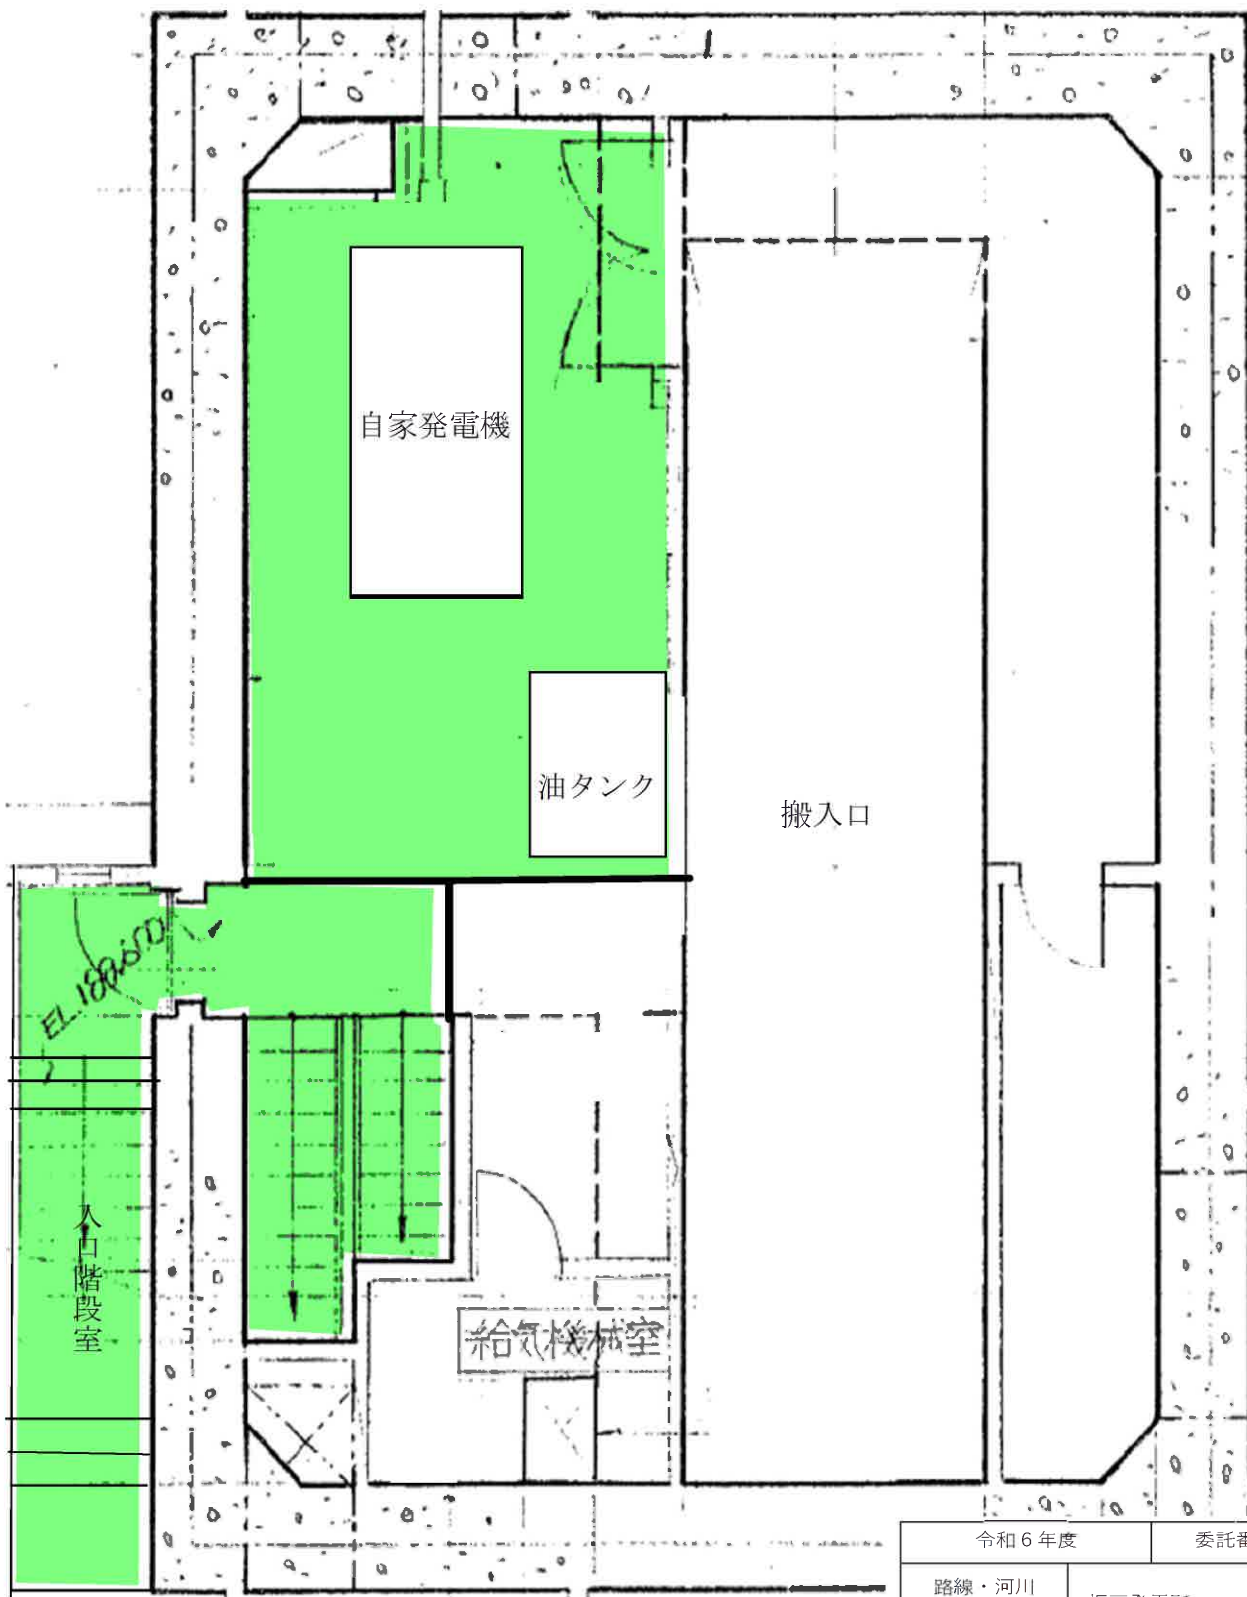 自家発電機
油タンク
搬入口
EL.180.500
入口階段室
給気機械室
令和6年度
委託番
路線・河川